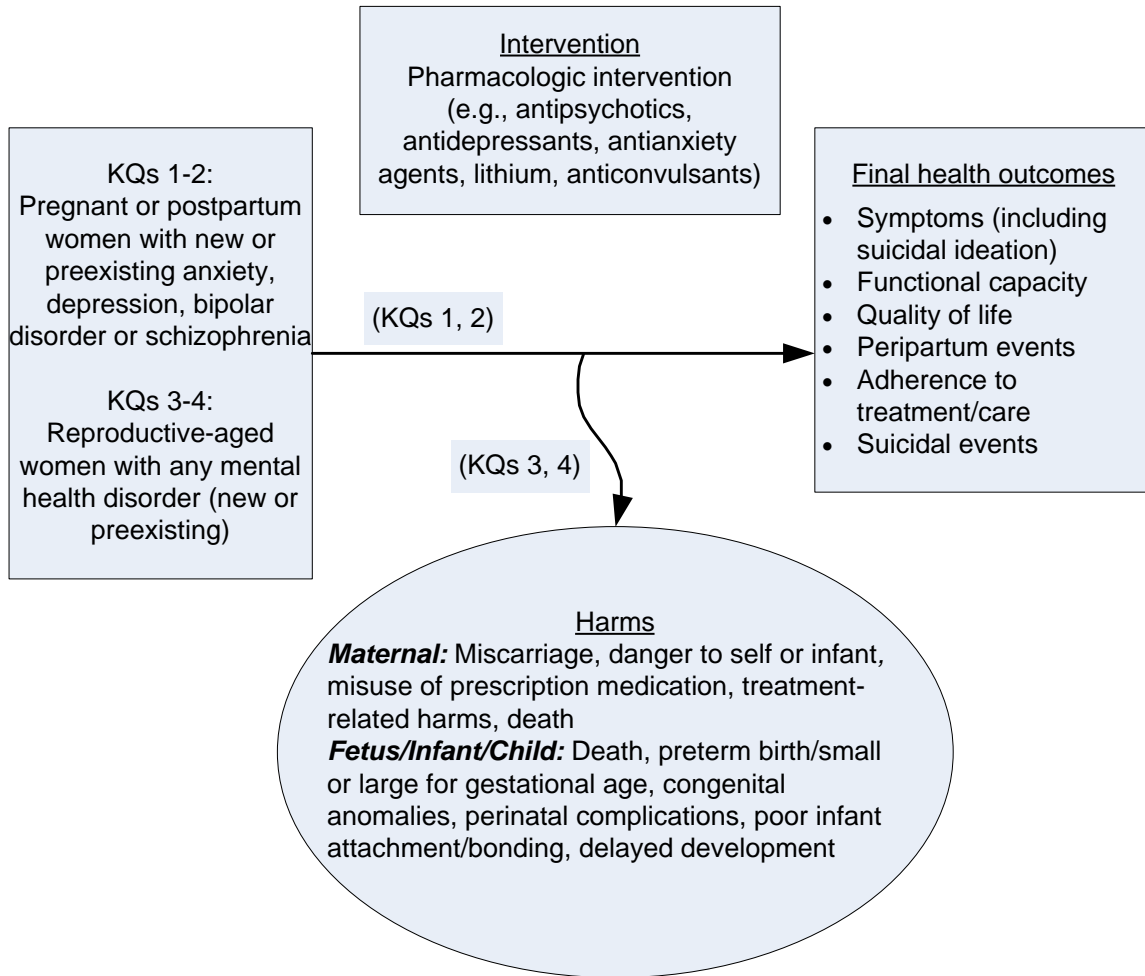 Intervention
Pharmacologic intervention
(e.g., antipsychotics,
antidepressants, antianxiety
agents, lithium, anticonvulsants)
KQs 1-2:
Pregnant or postpartum
women with new or
preexisting anxiety,
depression, bipolar
disorder or schizophrenia
KQs 3-4:
Reproductive-aged
women with any mental
health disorder (new or
preexisting)
(KQs 1, 2)
(KQs 3, 4)
Final health outcomes
• Symptoms (including
suicidal ideation)
• Functional capacity
• Quality of life
• Peripartum events
• Adherence to
treatment/care
• Suicidal events
Harms
Maternal: Miscarriage, danger to self or infant,
misuse of prescription medication, treatment-
related harms, death
Fetus/Infant/Child: Death, preterm birth/small
or large for gestational age, congenital
anomalies, perinatal complications, poor infant
attachment/bonding, delayed development